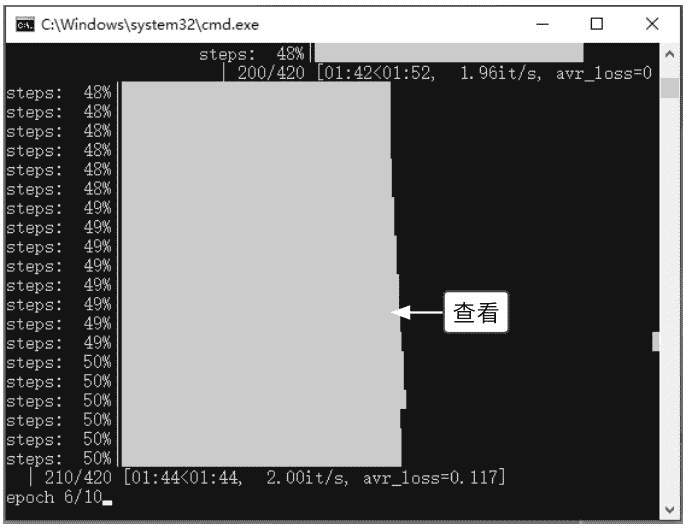 C:\Windows\system32\cmd.exe
steps: 48%|
| 200/420 [01:42<01:52, 1.96it/s, avr_loss=0
steps: 48%|
steps: 48%|
steps: 48%|
steps: 48%|
steps: 48%|
steps: 48%|
steps: 49%|
steps: 49%|
steps: 49%|
steps: 49%|
steps: 49%|
steps: 49%|
steps: 49%|
steps: 49%|
steps: 50%|
steps: 50%|
steps: 50%|
steps: 50%|
steps: 50%|
steps: 50%|
查看
| 210/420 [01:44<01:44, 2.00it/s, avr_loss=0.117]
epoch 6/10